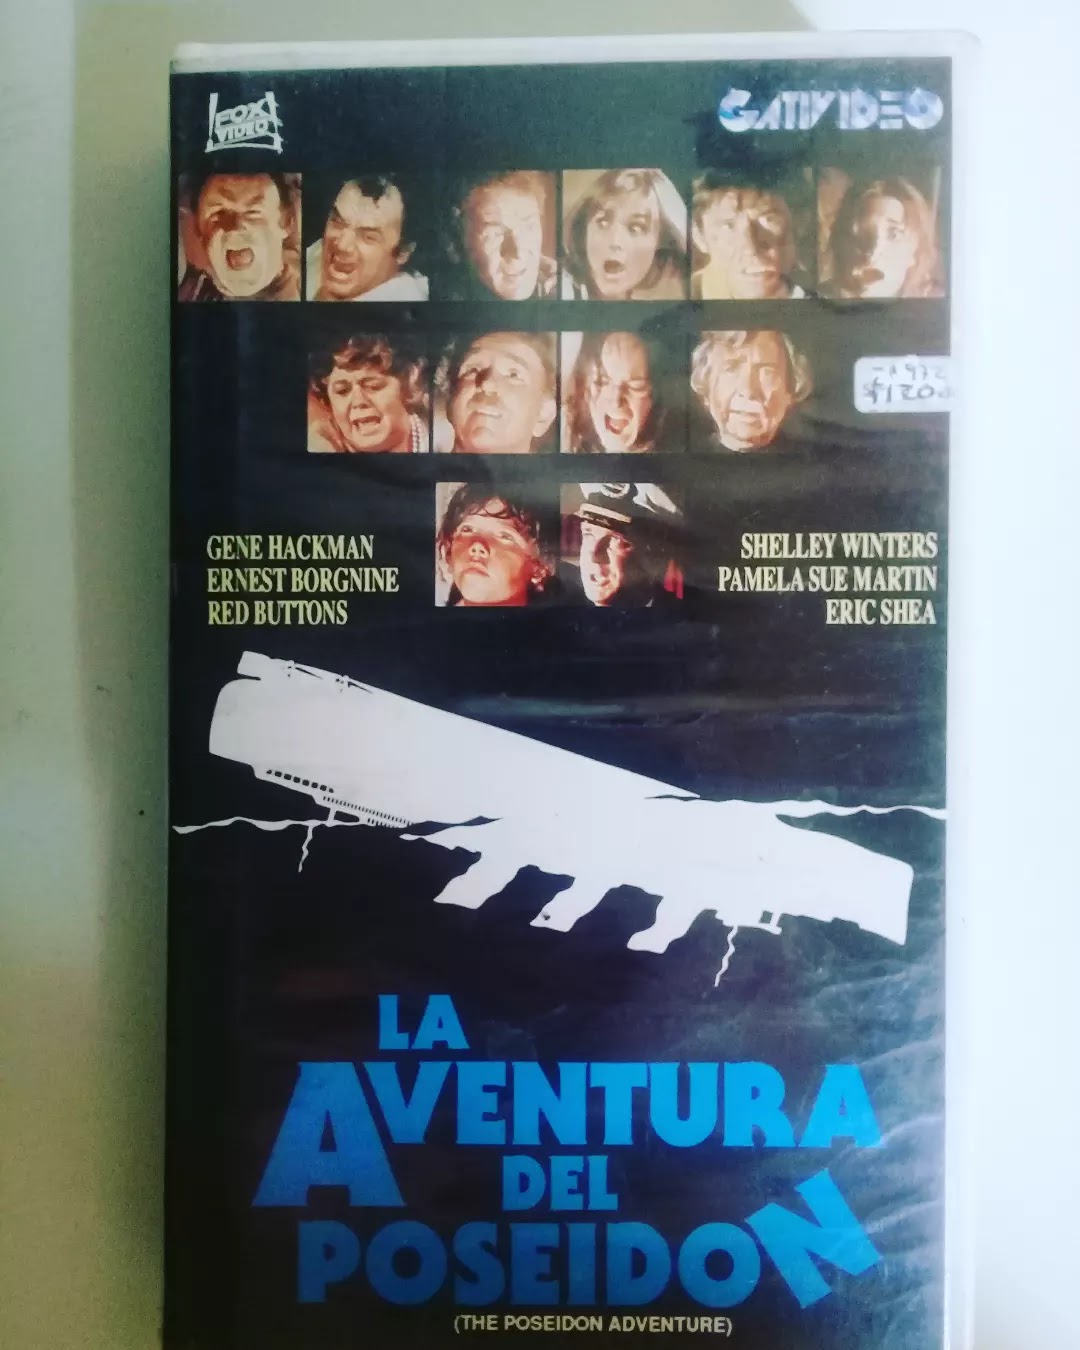 FOX
VIDEO
GATIVIDEO
GENE HACKMAN
ERNEST BORGNINE
RED BUTTONS
SHELLEY WINTERS
PAMELA SUE MARTIN
ERIC SHEA
LA
AVENTURA
DEL
POSEIDON
(THE POSEIDON ADVENTURE)